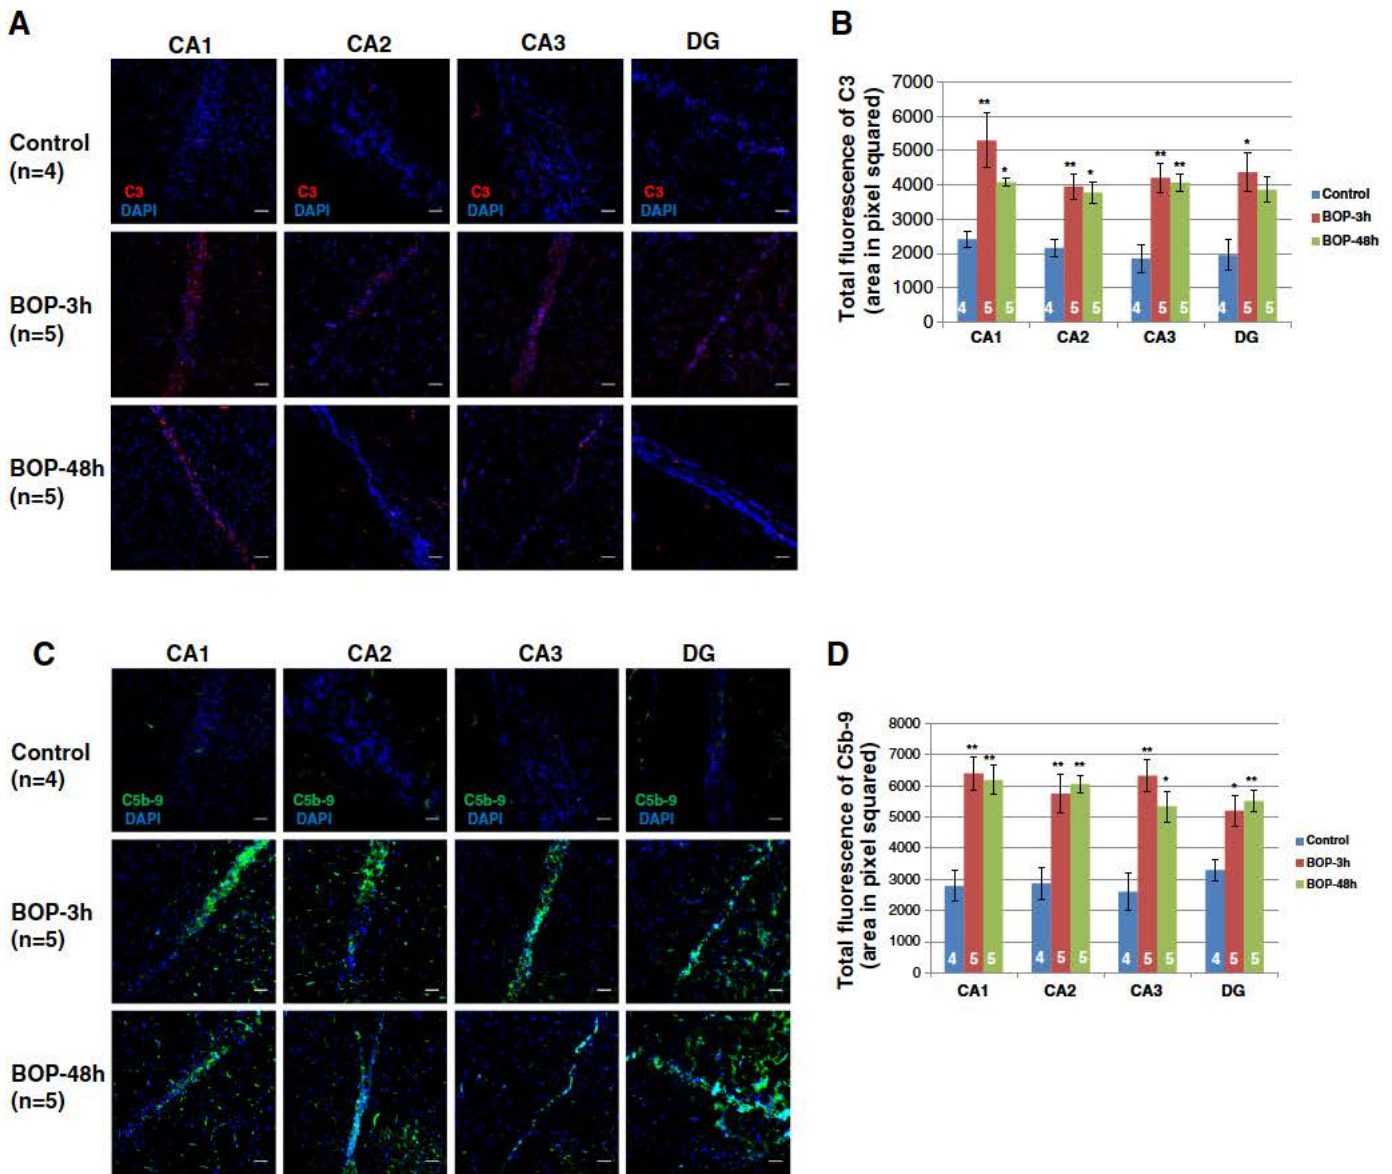 A
CA1 CA2 CA3 DG
Control
(n=4)
C3
DAPI
C3
DAPI
C3
DAPI
C3
DAPI
BOP-3h
(n=5)
BOP-48h
(n=5)
B
Total fluorescence of C3
(area in pixel squared)
7000
6000
5000
4000
3000
2000
1000
0
** * ** * ** ** *
4 5 5 4 5 5 4 5 5 4 5 5
CA1 CA2 CA3 DG
Control
BOP-3h
BOP-48h
C
CA1 CA2 CA3 DG
Control
(n=4)
C5b-9
DAPI
C5b-9
DAPI
C5b-9
DAPI
C5b-9
DAPI
BOP-3h
(n=5)
BOP-48h
(n=5)
D
Total fluorescence of C5b-9
(area in pixel squared)
8000
7000
6000
5000
4000
3000
2000
1000
0
** ** ** ** ** * * **
4 5 5 4 5 5 4 5 5 4 5 5
CA1 CA2 CA3 DG
Control
BOP-3h
BOP-48h